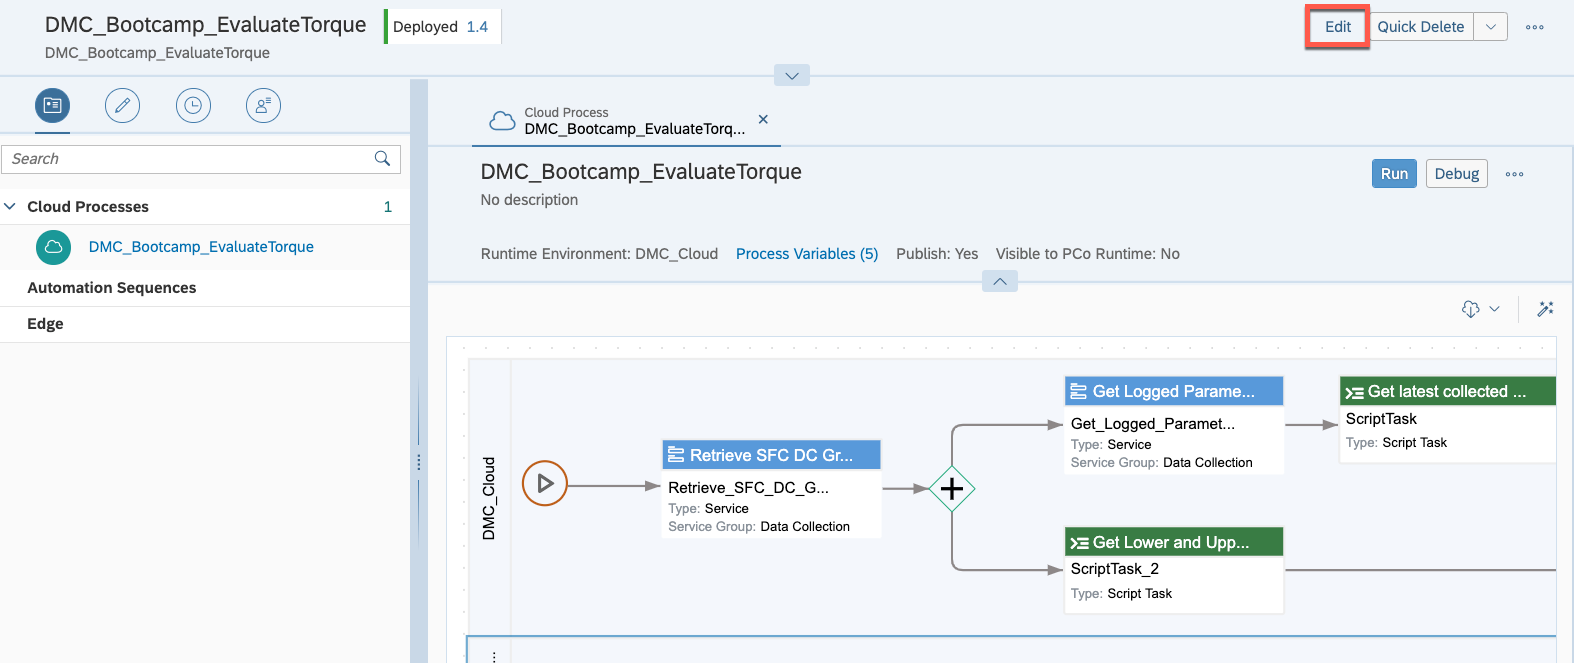 DMC_Bootcamp_EvaluateTorque
DMC_Bootcamp_EvaluateTorque
Deployed 1.4
Edit
Quick Delete
Search
Cloud Processes 1
DMC_Bootcamp_EvaluateTorque
Automation Sequences
Edge
Cloud Process
DMC_Bootcamp_EvaluateTorq...
DMC_Bootcamp_EvaluateTorque
No description
Run
Debug
Runtime Environment: DMC_Cloud Process Variables (5) Publish: Yes Visible to PCo Runtime: No
DMC_Cloud
Retrieve SFC DC Gr...
Retrieve_SFC_DC_G...
Type: Service
Service Group: Data Collection
Get Logged Parame...
Get_Logged_Paramet...
Type: Service
Service Group: Data Collection
Get latest collected ...
ScriptTask
Type: Script Task
Get Lower and Upp...
ScriptTask_2
Type: Script Task